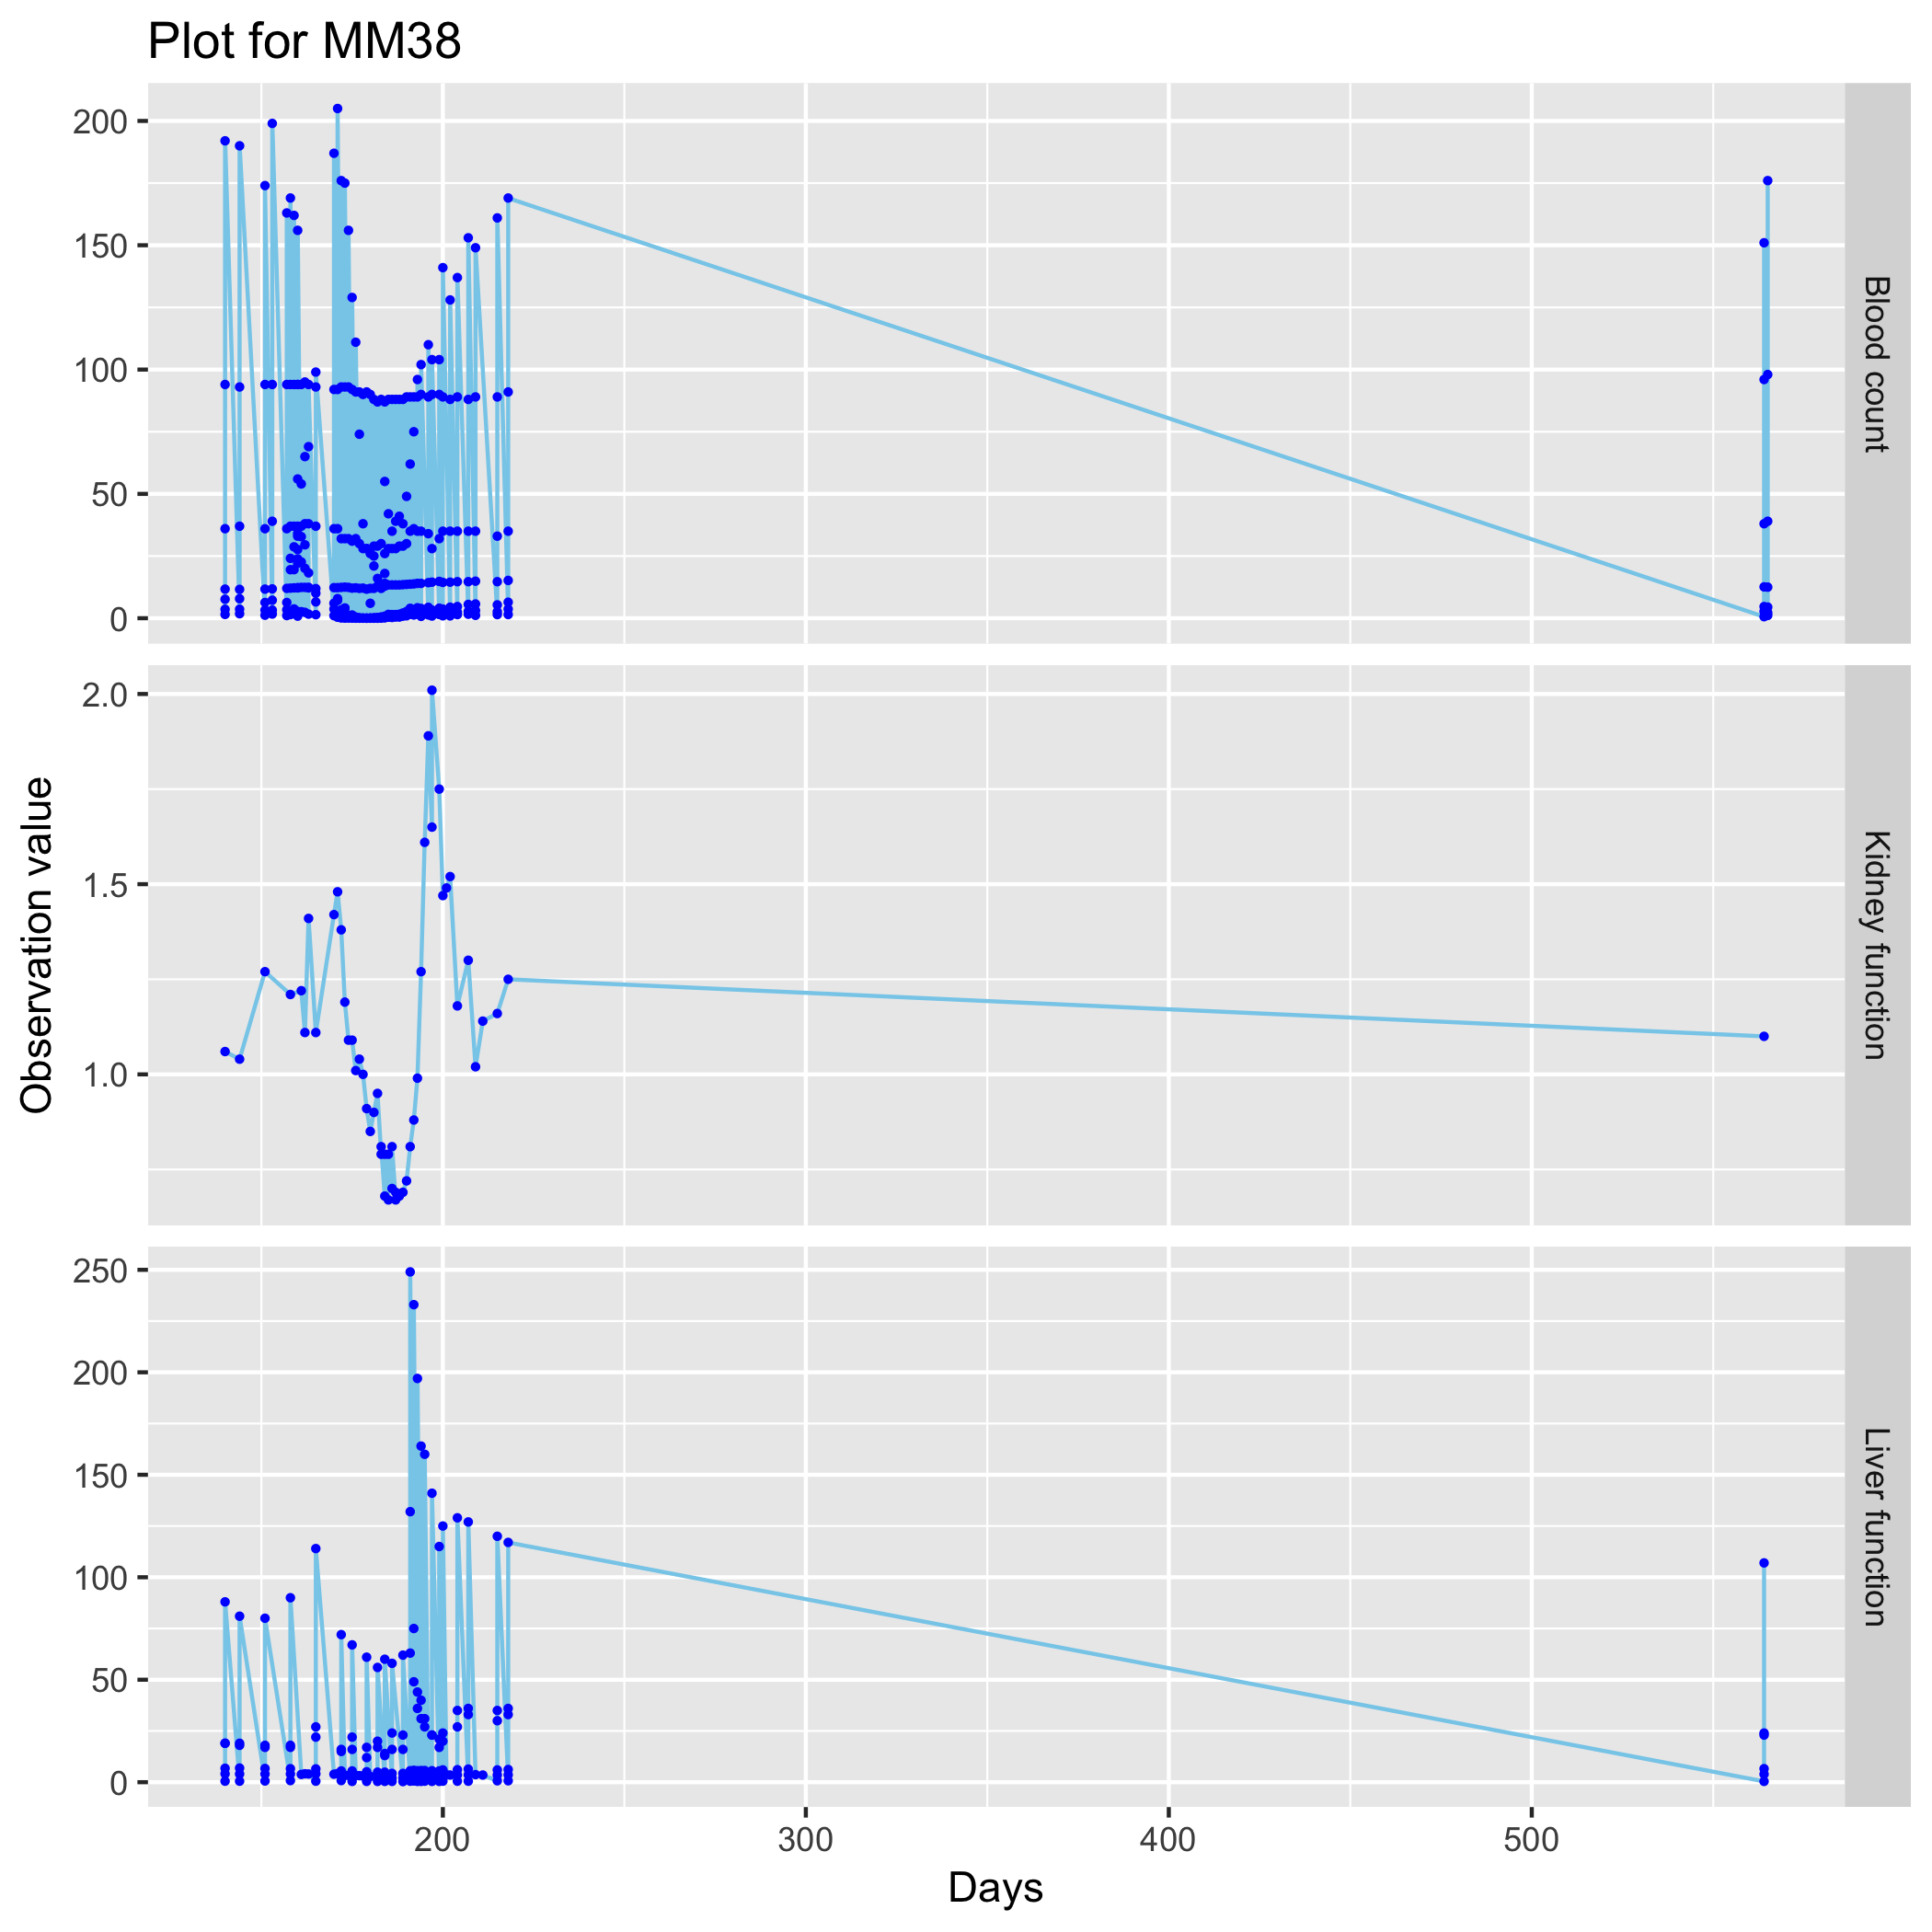 Plot for MM38
200
150
100
50
0
Blood count
Observation value
2.0
1.5
1.0
Kidney function
250
200
150
100
50
0
Liver function
200 300 400 500
Days